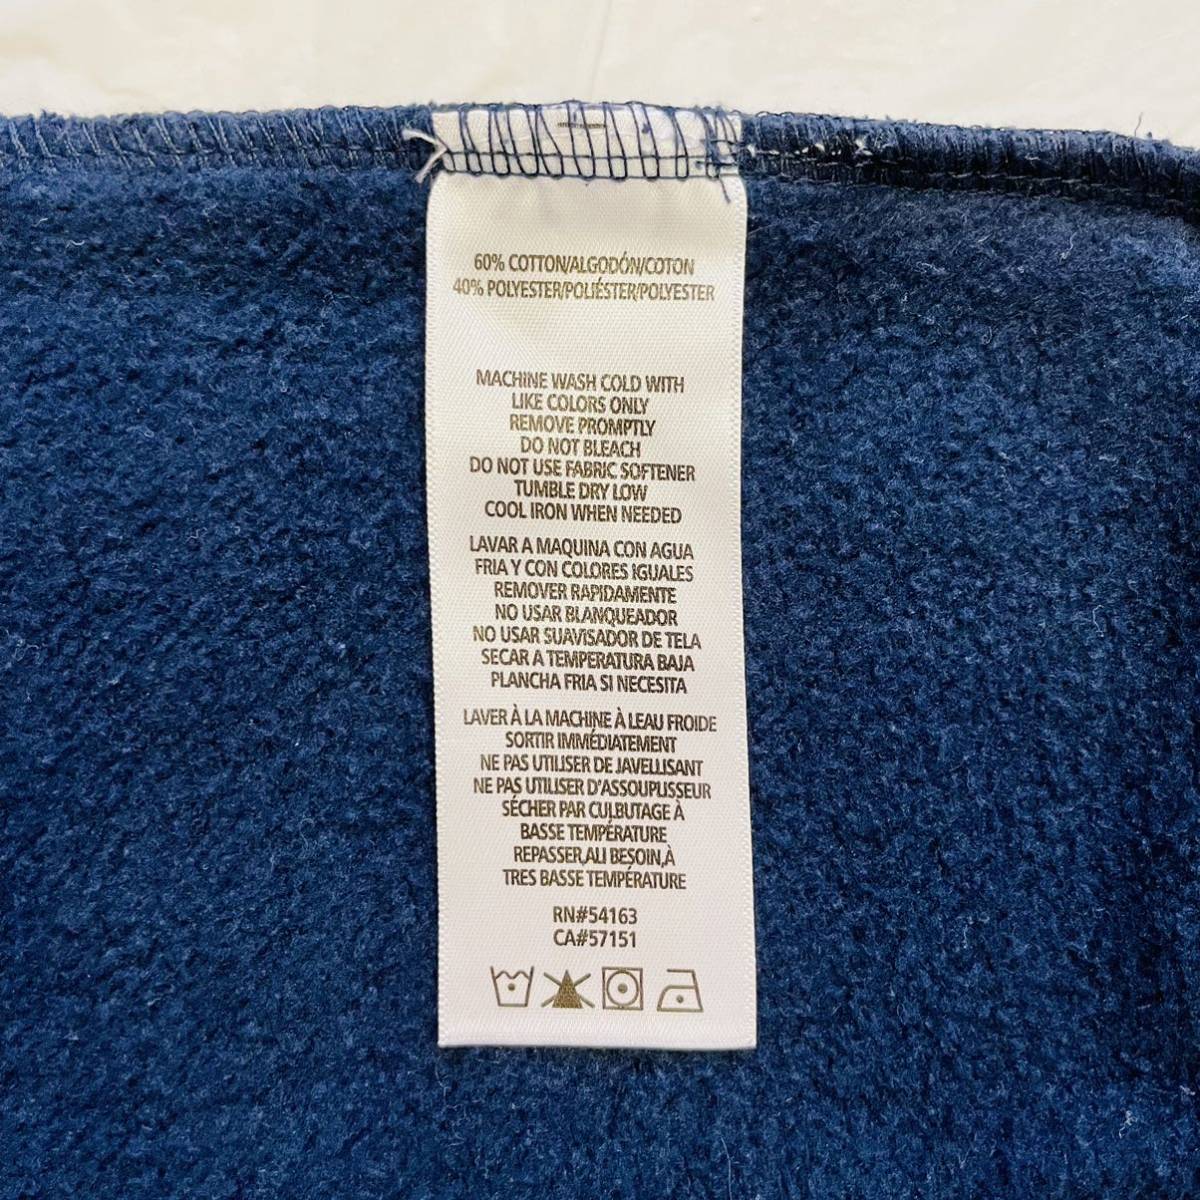 60% COTTON/ALGODÓN/COTON
40% POLYESTER/POLIÉSTER/POLYESTER
MACHINE WASH COLD WITH
LIKE COLORS ONLY
REMOVE PROMPTLY
DO NOT BLEACH
DO NOT USE FABRIC SOFTENER
TUMBLE DRY LOW
COOL IRON WHEN NEEDED
LAVAR A MAQUINA CON AGUA
FRIA Y CON COLORES IGUALES
REMOVER RAPIDAMENTE
NO USAR BLANQUEADOR
NO USAR SUAVISADOR DE TELA
SECAR A TEMPERATURA BAJA
PLANCHA FRIA SI NECESITA
LAVER À LA MACHINE À LEAU FROIDE
SORTIR IMMÉDIATEMENT
NE PAS UTILISER DE JAVELLISANT
NE PAS UTILISER D'ASSOUPLISSEUR
SÉCHER PAR CULBUTAGE À
BASSE TEMPÉRATURE
REPASSER,ALI BESOIN,À
TRES BASSE TEMPÉRATURE
RN#54163
CA#57151